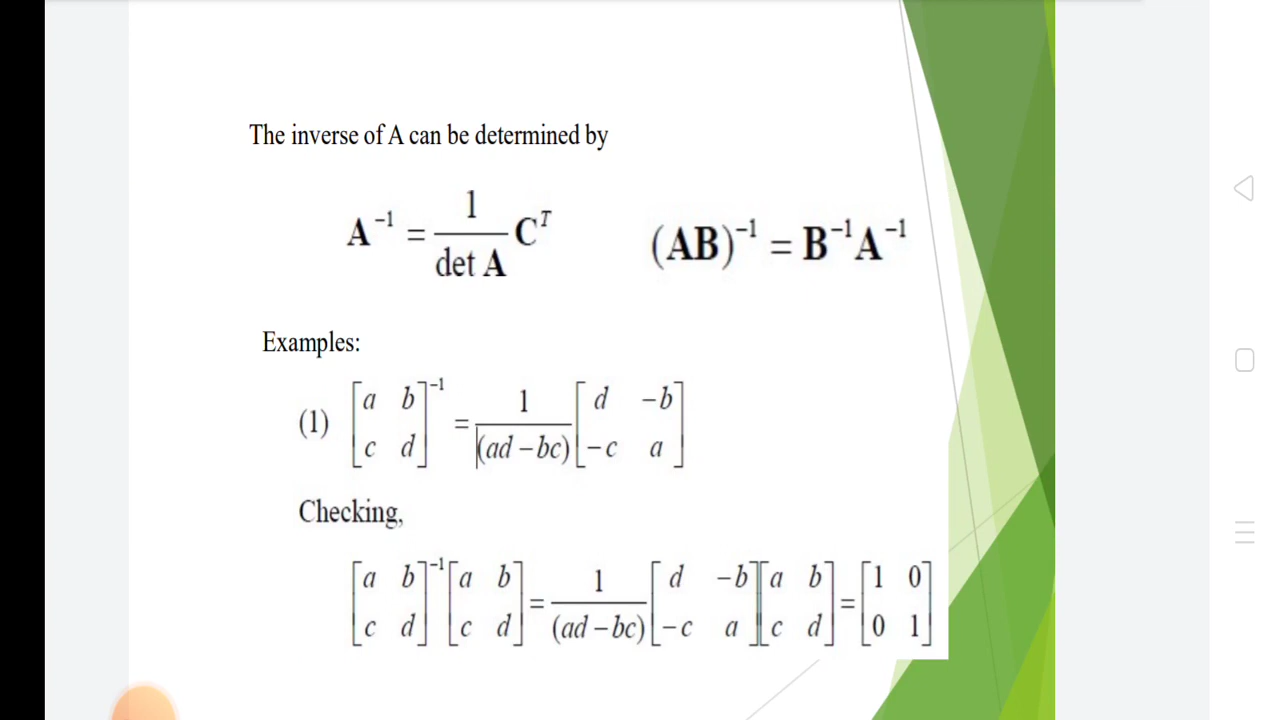 The inverse of A can be determined by
A⁻¹ = 1/det A Cᵀ (AB)⁻¹ = B⁻¹A⁻¹
Examples:
(1) [a b; c d]⁻¹ = 1/(ad − bc) [d −b; −c a]
Checking,
[a b; c d]⁻¹ [a b; c d] = 1/(ad − bc) [d −b; −c a] [a b; c d] = [1 0; 0 1]